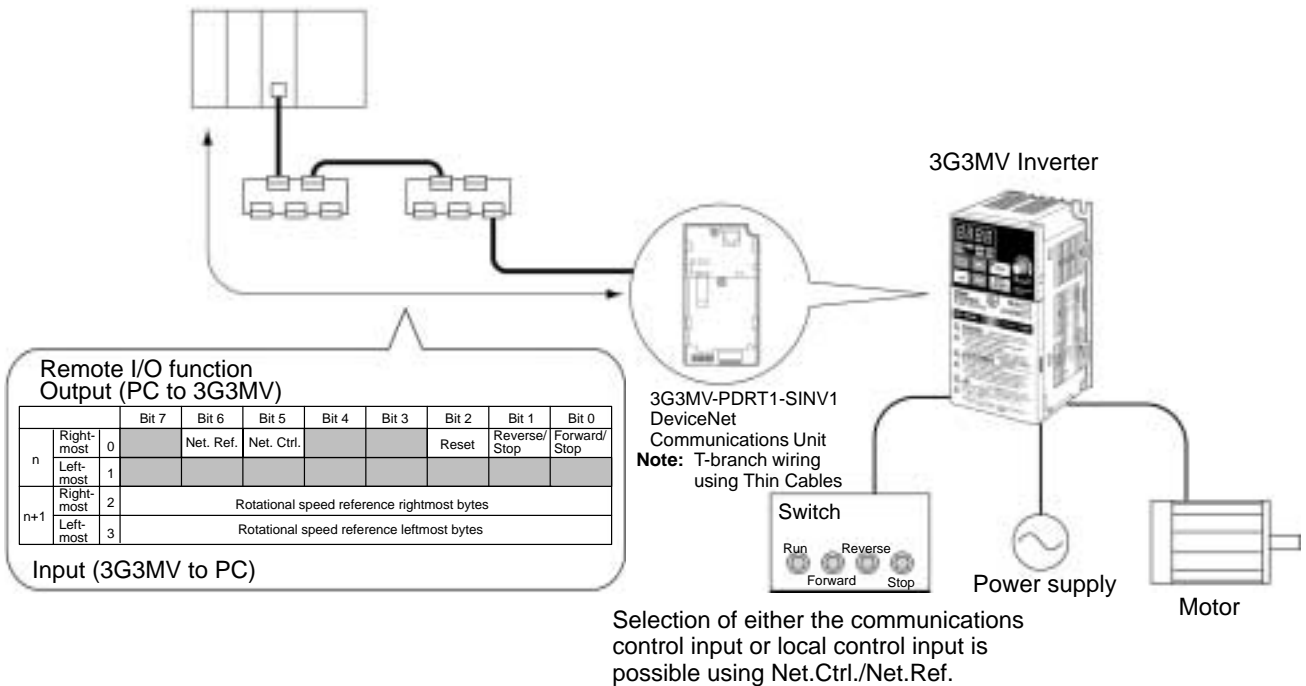 3G3MV Inverter
Remote I/O function
Output (PC to 3G3MV)
Bit 7 Bit 6 Bit 5 Bit 4 Bit 3 Bit 2 Bit 1 Bit 0
n Right-most 0 Net. Ref. Net. Ctrl. Reset Reverse/Stop Forward/Stop
Left-most 1
n+1 Right-most 2 Rotational speed reference rightmost bytes
Left-most 3 Rotational speed reference leftmost bytes
Input (3G3MV to PC)
3G3MV-PDRT1-SINV1
DeviceNet
Communications Unit
Note: T-branch wiring
using Thin Cables
Switch
Run Reverse
Forward Stop
Power supply
Motor
Selection of either the communications
control input or local control input is
possible using Net.Ctrl./Net.Ref.